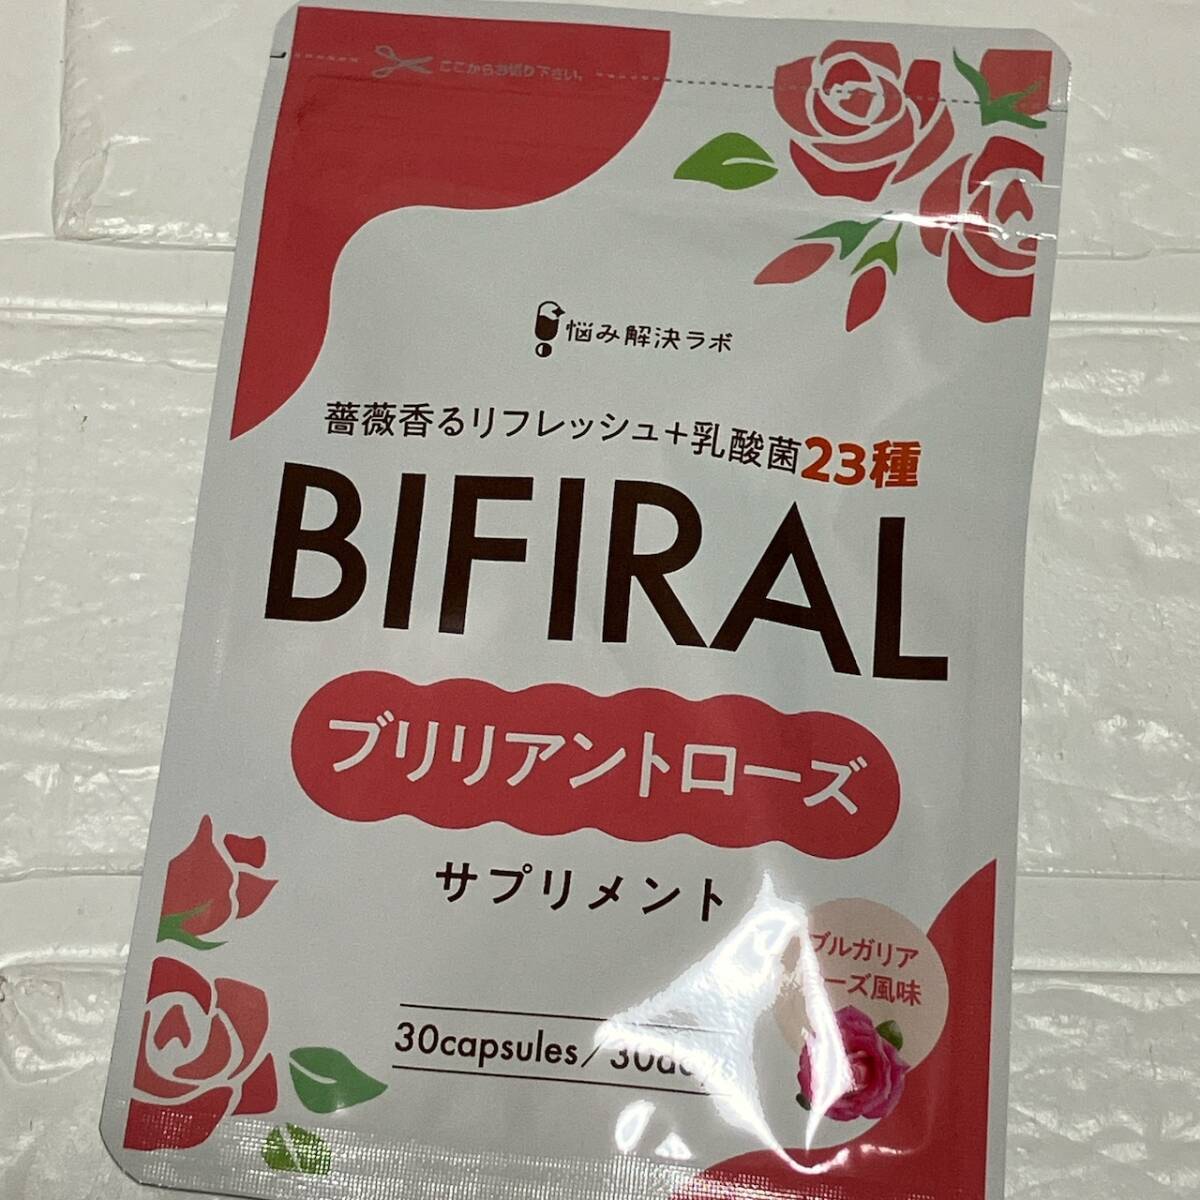 ここからお切り下さい。
悩み解決ラボ
薔薇香るリフレッシュ+乳酸菌23種
BIFIRAL
ブリリアントローズ
サプリメント
ブルガリア
ーズ風味
30capsules/30days